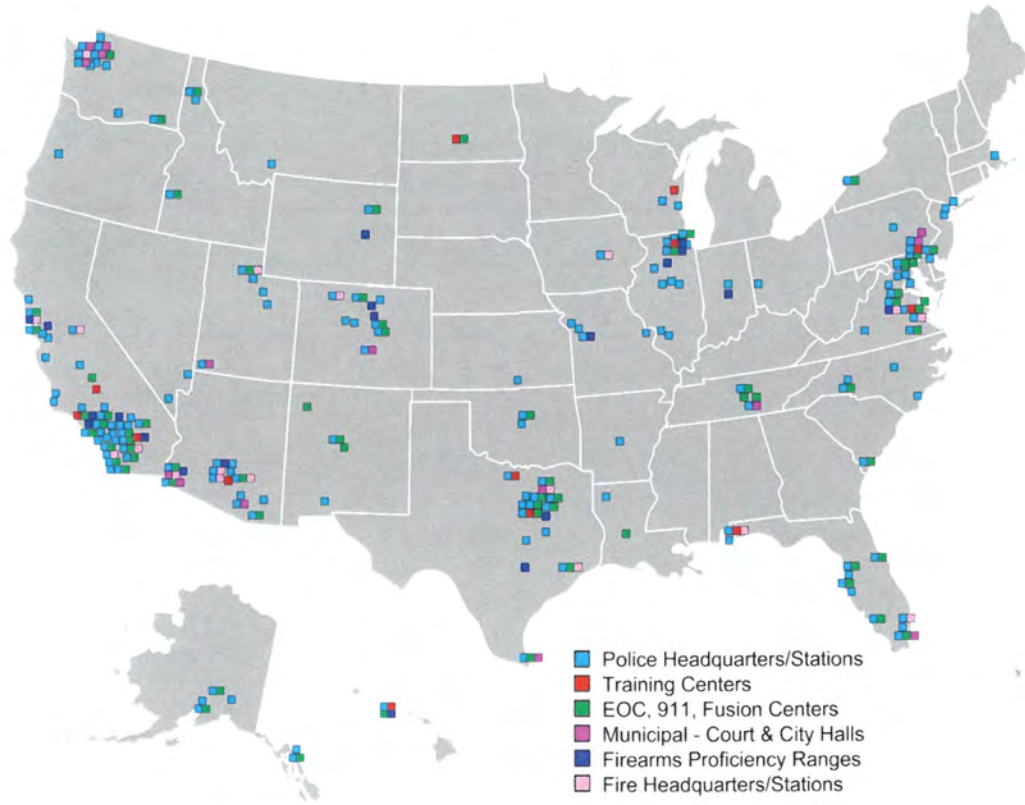 Police Headquarters/Stations
Training Centers
EOC, 911, Fusion Centers
Municipal - Court & City Halls
Firearms Proficiency Ranges
Fire Headquarters/Stations